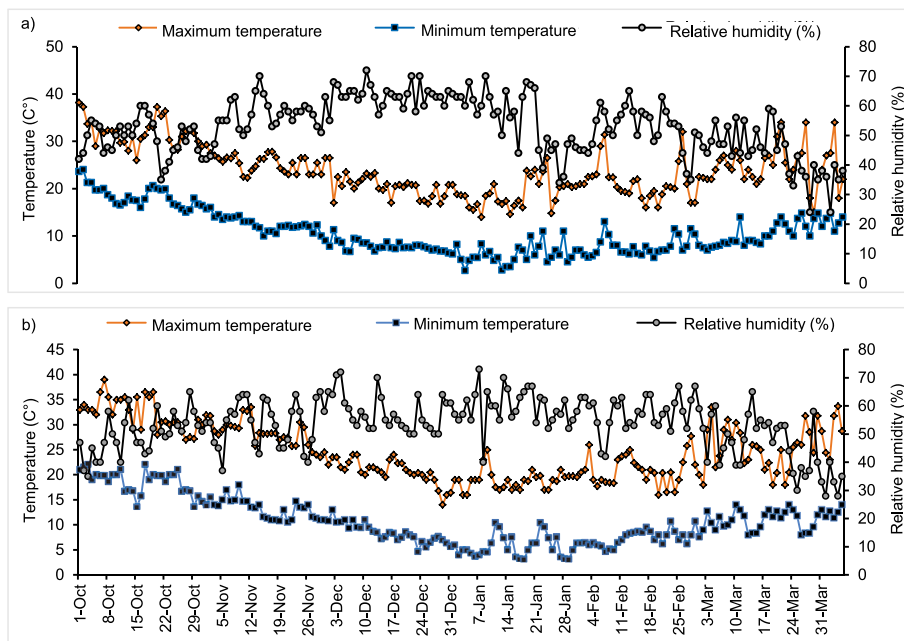 a)
Maximum temperature
Minimum temperature
Relative humidity (%)
Temperature (C°)
50
40
30
20
10
0
80
70
60
50
40
30
20
10
0
Relative humidity (%)
b)
Maximum temperature
Minimum temperature
Relative humidity (%)
Temperature (C°)
45
40
35
30
25
20
15
10
5
0
80
70
60
50
40
30
20
10
0
Relative humidity (%)
1-Oct
8-Oct
15-Oct
22-Oct
29-Oct
5-Nov
12-Nov
19-Nov
26-Nov
3-Dec
10-Dec
17-Dec
24-Dec
31-Dec
7-Jan
14-Jan
21-Jan
28-Jan
4-Feb
11-Feb
18-Feb
25-Feb
3-Mar
10-Mar
17-Mar
24-Mar
31-Mar